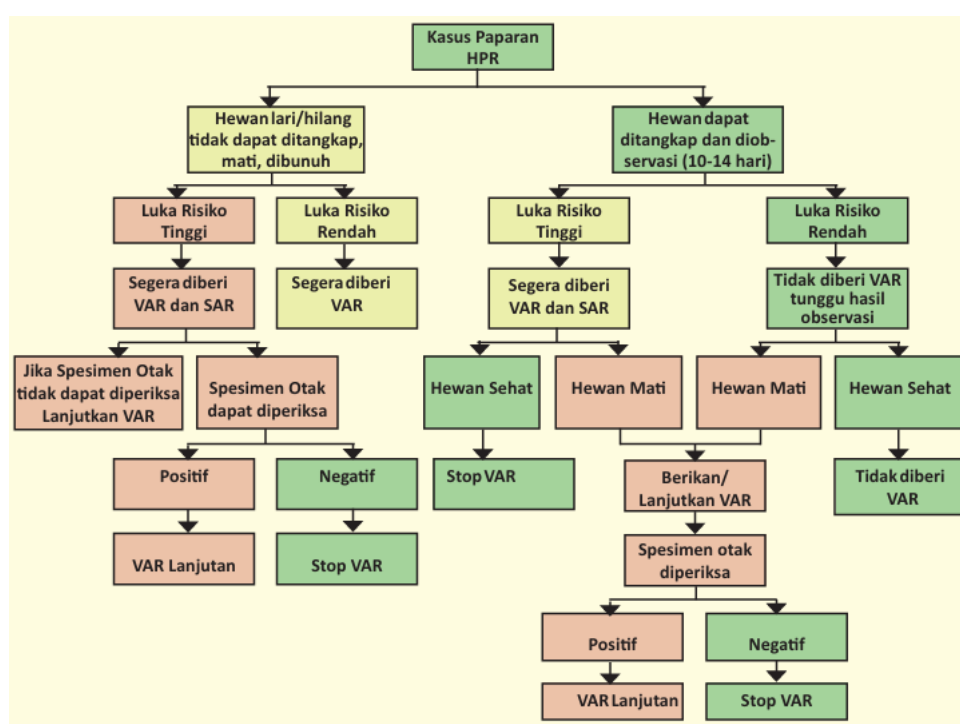 Kasus Paparan
HPR
Hewan lari/hilang
tidak dapat ditangkap,
mati, dibunuh
Hewan dapat
ditangkap dan diob-
servasi (10-14 hari)
Luka Risiko
Tinggi
Luka Risiko
Rendah
Luka Risiko
Tinggi
Luka Risiko
Rendah
Segera diberi
VAR dan SAR
Segera diberi
VAR
Segera diberi
VAR dan SAR
Tidak diberi VAR
tunggu hasil
observasi
Jika Spesimen Otak
tidak dapat diperiksa
Lanjutkan VAR
Spesimen Otak
dapat diperiksa
Hewan Sehat
Hewan Mati
Hewan Mati
Hewan Sehat
Positif
Negatif
Stop VAR
Berikan/
Lanjutkan VAR
Tidak diberi
VAR
VAR Lanjutan
Stop VAR
Spesimen otak
diperiksa
Positif
Negatif
VAR Lanjutan
Stop VAR